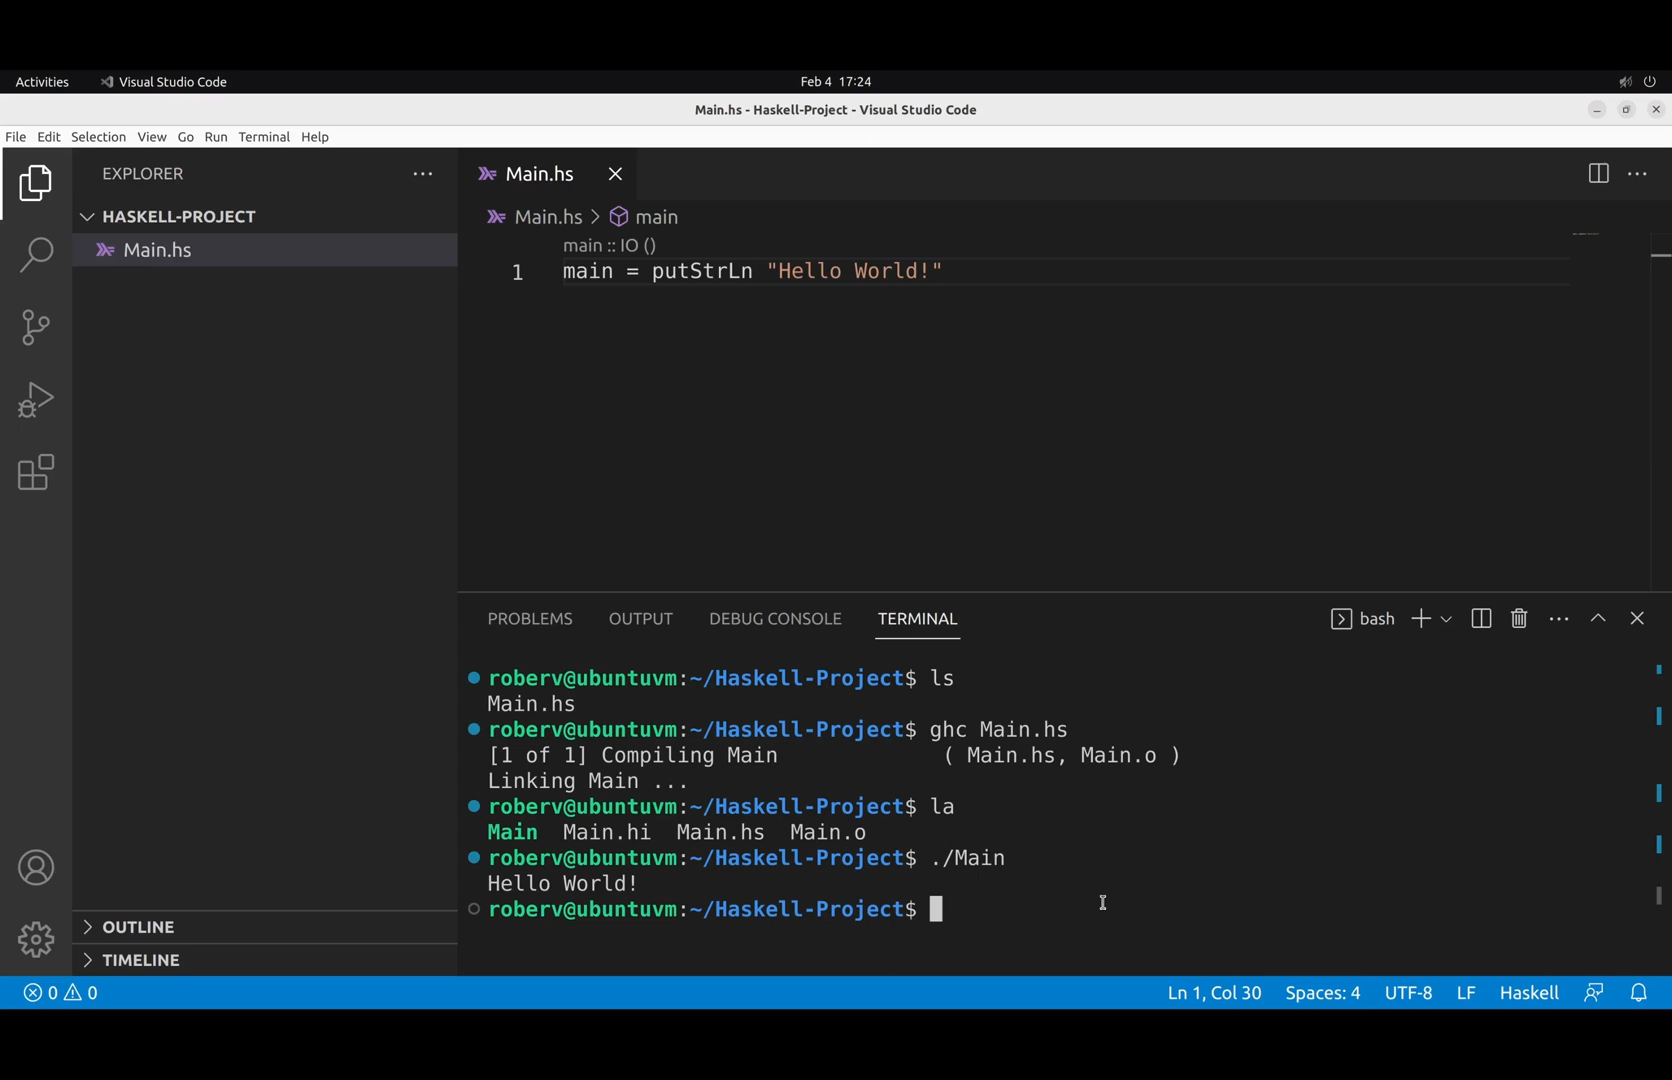 Activities Visual Studio Code Feb 4 17:24
Main.hs - Haskell-Project - Visual Studio Code
File Edit Selection View Go Run Terminal Help
EXPLORER
HASKELL-PROJECT
Main.hs
OUTLINE
TIMELINE
Main.hs
Main.hs > main
main :: IO ()
1 main = putStrLn "Hello World!"
PROBLEMS OUTPUT DEBUG CONSOLE TERMINAL bash
roberv@ubuntuvm:~/Haskell-Project$ ls
Main.hs
roberv@ubuntuvm:~/Haskell-Project$ ghc Main.hs
[1 of 1] Compiling Main ( Main.hs, Main.o )
Linking Main ...
roberv@ubuntuvm:~/Haskell-Project$ la
Main Main.hi Main.hs Main.o
roberv@ubuntuvm:~/Haskell-Project$ ./Main
Hello World!
roberv@ubuntuvm:~/Haskell-Project$
0 0 Ln 1, Col 30 Spaces: 4 UTF-8 LF Haskell